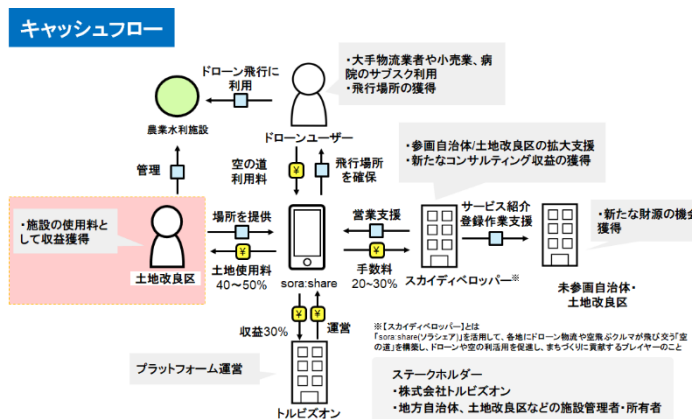 キャッシュフロー
ドローン飛行に
利用
・大手物流業者や小売業、病
院のサブスク利用
・飛行場所の獲得
農業水利施設
ドローンユーザー
・参画自治体/土地改良区の拡大支援
・新たなコンサルティング収益の獲得
管理
空の道
利用料
¥
飛行場所
を確保
・施設の使用料と
して収益獲得
場所を提供
営業支援
サービス紹介
登録作業支援
・新たな財源の機会
獲得
¥
¥
土地改良区
土地使用料
40~50%
sora:share
手数料
20~30%
スカイディベロッパー※
未参画自治体・
土地改良区
¥
¥
収益30%
運営
※【スカイディベロッパー】とは
「sora:share(ソラシェア)」を活用して、各地にドローン物流や空飛ぶクルマが飛び交う「空
の道」を構築し、ドローンや空の利活用を促進し、まちづくりに貢献するプレイヤーのこと
プラットフォーム運営
トルビズオン
ステークホルダー
・株式会社トルビズオン
・地方自治体、土地改良区などの施設管理者・所有者